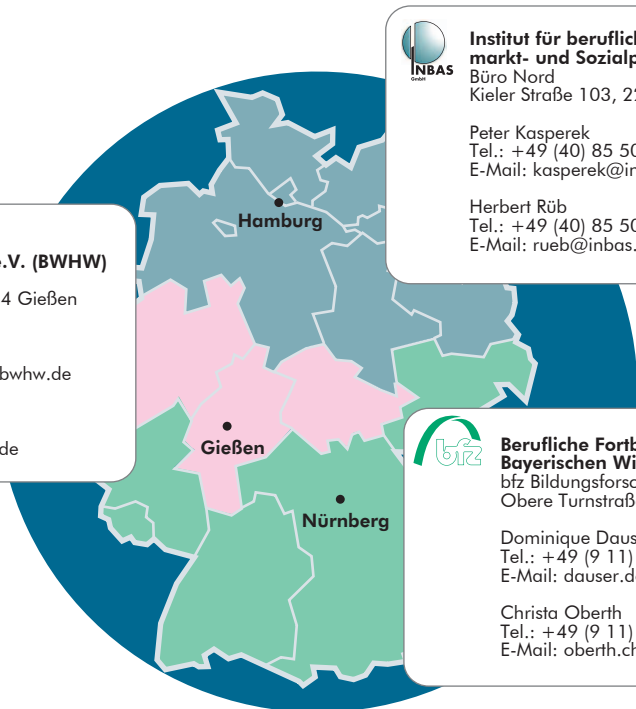 INBAS
GmbH
Institut für beruflich
markt- und Sozialp
Büro Nord
Kieler Straße 103, 22
Peter Kasperek
Tel.: +49 (40) 85 50
E-Mail: kasperek@in
Herbert Rüb
Tel.: +49 (40) 85 50
E-Mail: rueb@inbas.
Hamburg
e.V. (BWHW)
4 Gießen
bwhw.de
de
Gießen
Nürnberg
bfz
Berufliche Fortb
Bayerischen Wi
bfz Bildungsforsc
Obere Turnstraß
Dominique Daus
Tel.: +49 (9 11)
E-Mail: dauser.d
Christa Oberth
Tel.: +49 (9 11)
E-Mail: oberth.ch